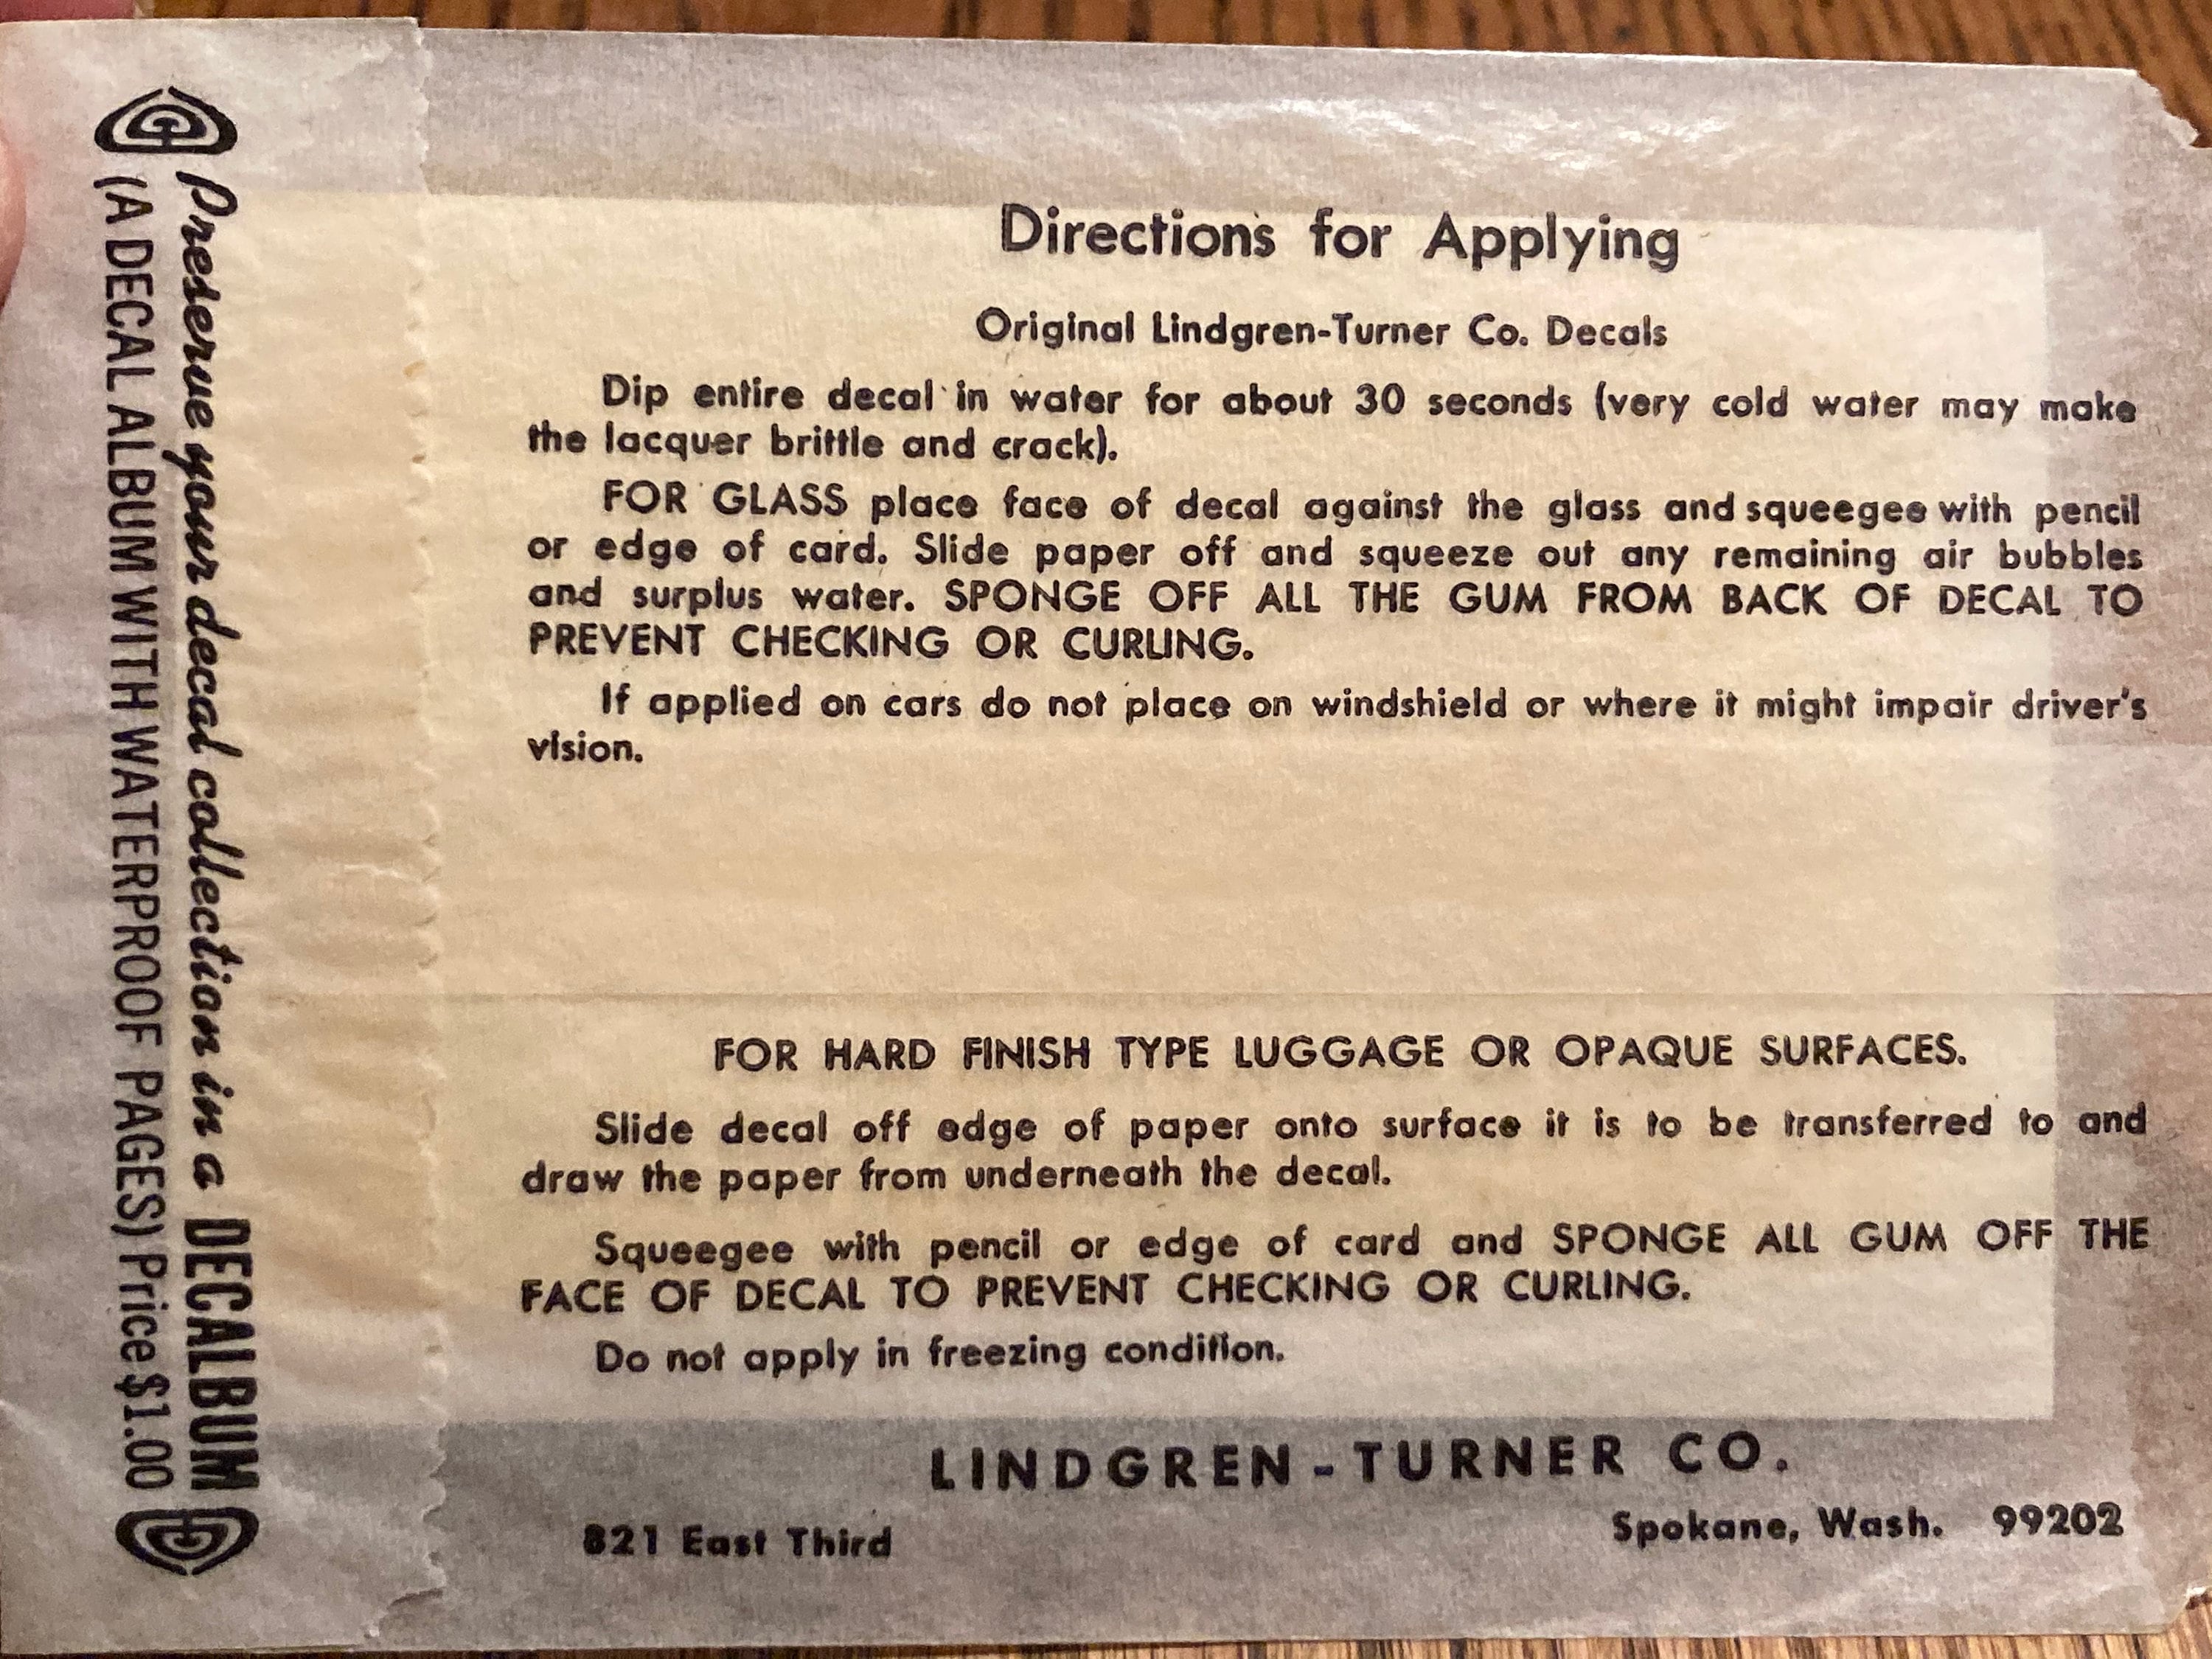 Preserve your decal collection in a DECALBUM
(A DECAL ALBUM WITH WATERPROOF PAGES) Price $1.00
Directions for Applying
Original Lindgren-Turner Co. Decals
Dip entire decal in water for about 30 seconds (very cold water may make
the lacquer brittle and crack).
FOR GLASS place face of decal against the glass and squeegee with pencil
or edge of card. Slide paper off and squeeze out any remaining air bubbles
and surplus water. SPONGE OFF ALL THE GUM FROM BACK OF DECAL TO
PREVENT CHECKING OR CURLING.
If applied on cars do not place on windshield or where it might impair driver's
vision.
FOR HARD FINISH TYPE LUGGAGE OR OPAQUE SURFACES.
Slide decal off edge of paper onto surface it is to be transferred to and
draw the paper from underneath the decal.
Squeegee with pencil or edge of card and SPONGE ALL GUM OFF THE
FACE OF DECAL TO PREVENT CHECKING OR CURLING.
Do not apply in freezing condition.
LINDGREN-TURNER CO.
821 East Third Spokane, Wash. 99202